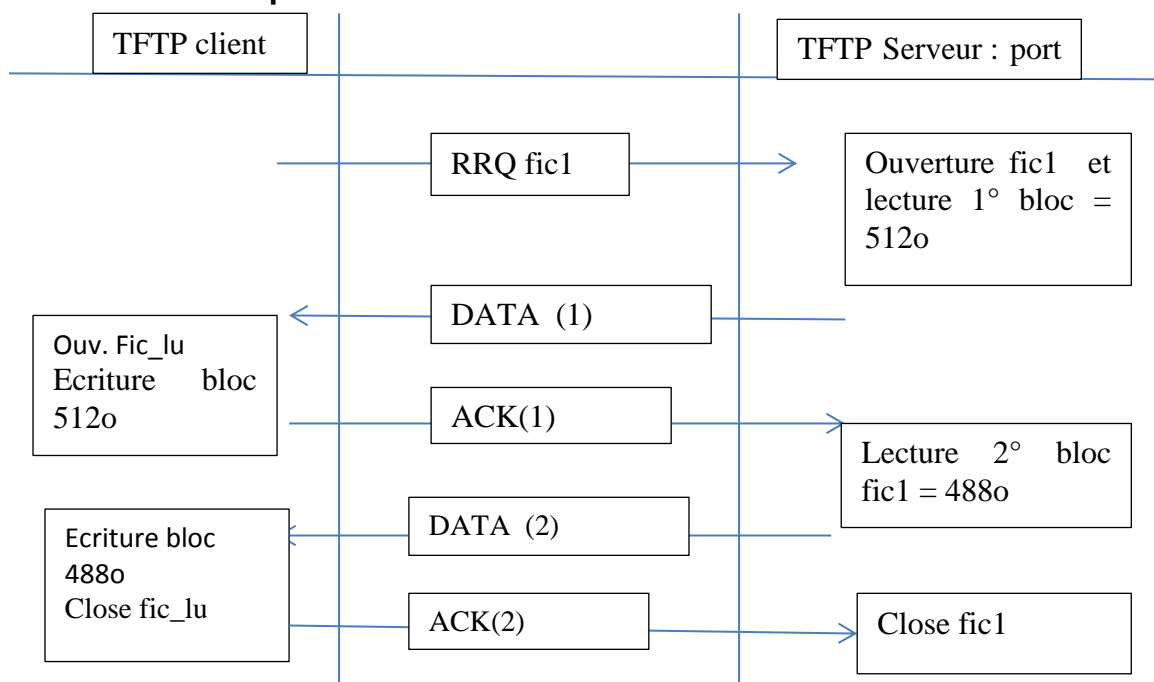 TFTP client
TFTP Serveur : port
RRQ fic1
Ouverture fic1 et
lecture 1° bloc =
512o
DATA (1)
Ouv. Fic_lu
Ecriture bloc
512o
ACK(1)
Lecture 2° bloc
fic1 = 488o
DATA (2)
Ecriture bloc
488o
Close fic_lu
ACK(2)
Close fic1